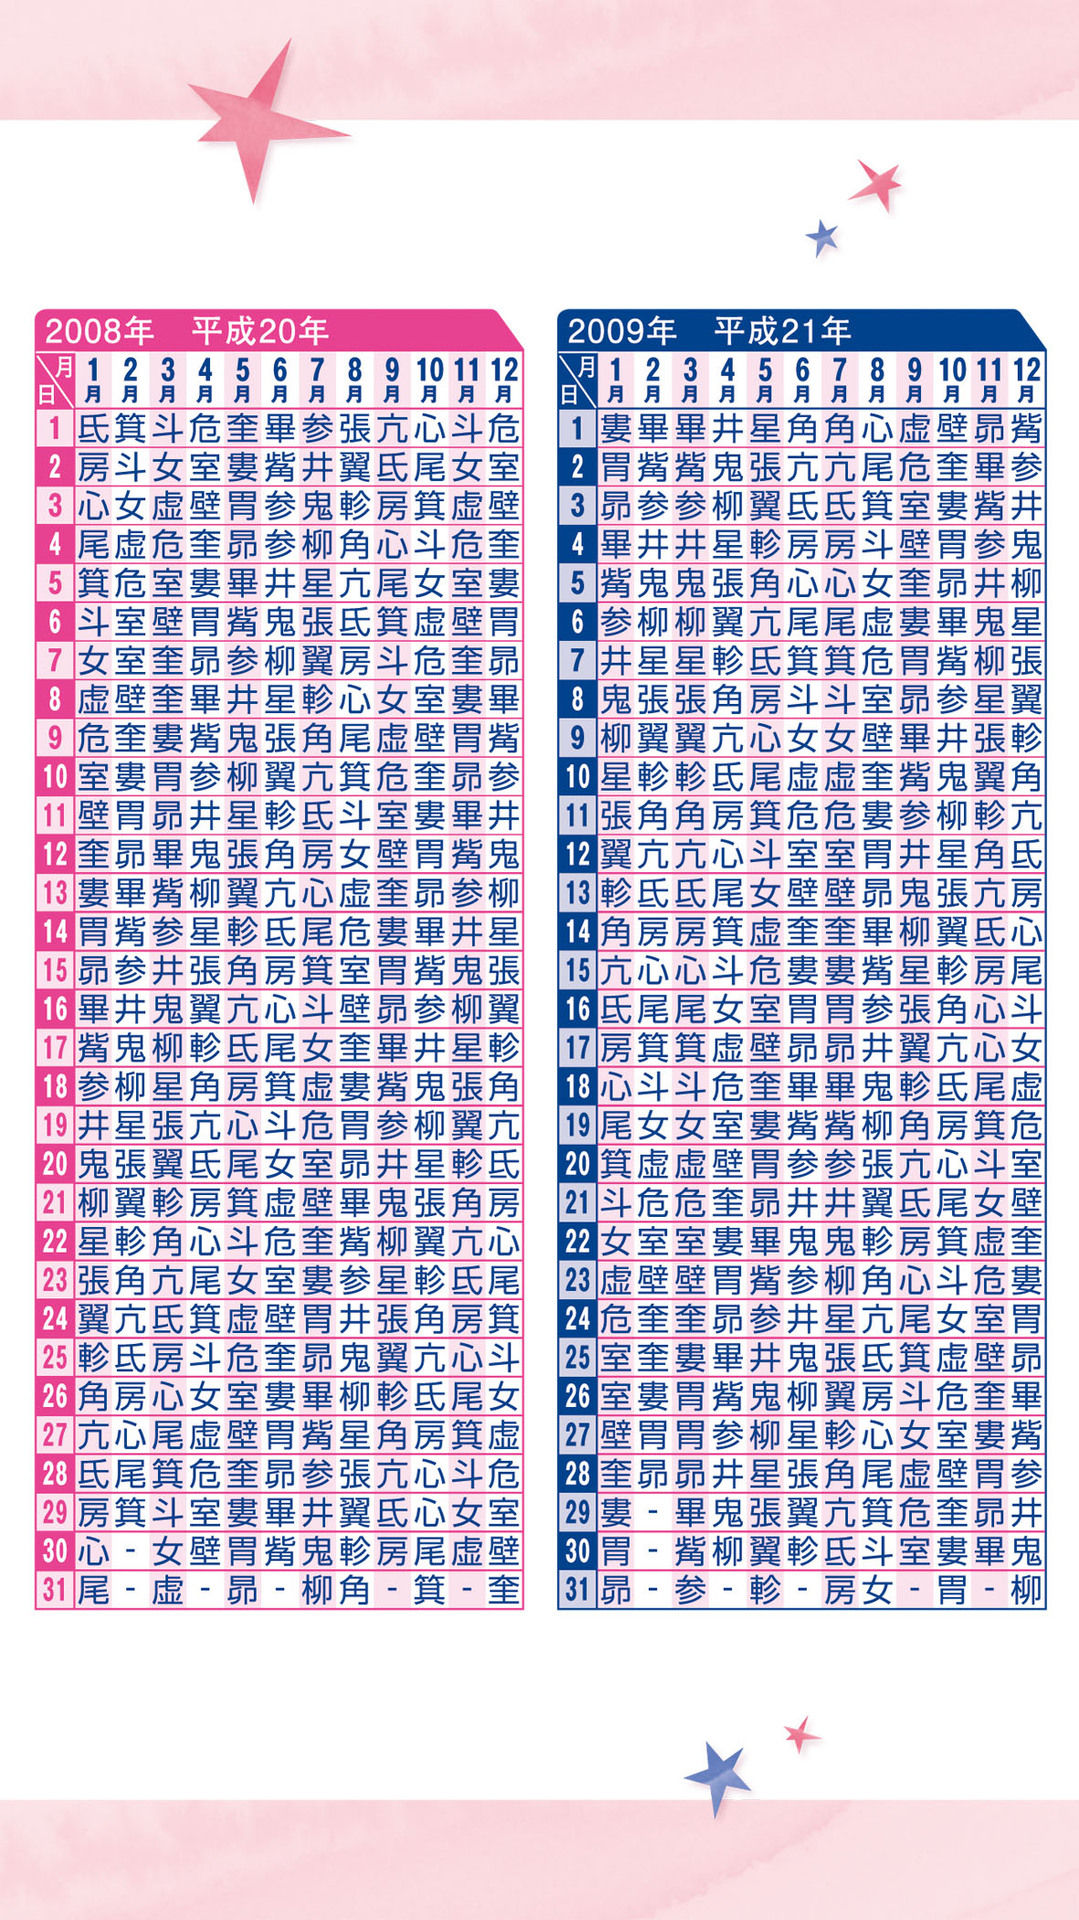 2008年 平成20年
月 日 1月 2月 3月 4月 5月 6月 7月 8月 9月 10月 11月 12月
1 氐 箕 斗 危 奎 畢 参 張 亢 心 斗 危
2 房 斗 女 室 婁 觜 井 翼 氐 尾 女 室
3 心 女 虚 壁 胃 参 鬼 軫 房 箕 虚 壁
4 尾 虚 危 奎 昴 参 柳 角 心 斗 危 奎
5 箕 危 室 婁 畢 井 星 亢 尾 女 室 婁
6 斗 室 壁 胃 觜 鬼 張 氐 箕 虚 壁 胃
7 女 室 奎 昴 参 柳 翼 房 斗 危 奎 昴
8 虚 壁 奎 畢 井 星 軫 心 女 室 婁 畢
9 危 奎 婁 觜 鬼 張 角 尾 虚 壁 胃 觜
10 室 婁 胃 参 柳 翼 亢 箕 危 奎 昴 参
11 壁 胃 昴 井 星 軫 氐 斗 室 婁 畢 井
12 奎 昴 畢 鬼 張 角 房 女 壁 胃 觜 鬼
13 婁 畢 觜 柳 翼 亢 心 虚 奎 昴 参 柳
14 胃 觜 参 星 軫 氐 尾 危 婁 畢 井 星
15 昴 参 井 張 角 房 箕 室 胃 觜 鬼 張
16 畢 井 鬼 翼 亢 心 斗 壁 昴 参 柳 翼
17 觜 鬼 柳 軫 氐 尾 女 奎 畢 井 星 軫
18 参 柳 星 角 房 箕 虚 婁 觜 鬼 張 角
19 井 星 張 亢 心 斗 危 胃 参 柳 翼 亢
20 鬼 張 翼 氐 尾 女 室 昴 井 星 軫 氐
21 柳 翼 軫 房 箕 虚 壁 畢 鬼 張 角 房
22 星 軫 角 心 斗 危 奎 觜 柳 翼 亢 心
23 張 角 亢 尾 女 室 婁 参 星 軫 氐 尾
24 翼 亢 氐 箕 虚 壁 胃 井 張 角 房 箕
25 軫 氐 房 斗 危 奎 昴 鬼 翼 亢 心 斗
26 角 房 心 女 室 婁 畢 柳 軫 氐 尾 女
27 亢 心 尾 虚 壁 胃 觜 星 角 房 箕 虚
28 氐 尾 箕 危 奎 昴 参 張 亢 心 斗 危
29 房 箕 斗 室 婁 畢 井 翼 氐 心 女 室
30 心 - 女 壁 胃 觜 鬼 軫 房 尾 虚 壁
31 尾 - 虚 - 昴 - 柳 角 - 箕 - 奎
2009年 平成21年
月 日 1月 2月 3月 4月 5月 6月 7月 8月 9月 10月 11月 12月
1 婁 畢 畢 井 星 角 角 心 虚 壁 昴 觜
2 胃 觜 觜 鬼 張 亢 亢 尾 危 奎 畢 参
3 昴 参 参 柳 翼 氐 氐 箕 室 婁 觜 井
4 畢 井 井 星 軫 房 房 斗 壁 胃 参 鬼
5 觜 鬼 鬼 張 角 心 心 女 奎 昴 井 柳
6 参 柳 柳 翼 亢 尾 尾 虚 婁 畢 鬼 星
7 井 星 星 軫 氐 箕 箕 危 胃 觜 柳 張
8 鬼 張 張 角 房 斗 斗 室 昴 参 星 翼
9 柳 翼 翼 亢 心 女 女 壁 畢 井 張 軫
10 星 軫 軫 氐 尾 虚 虚 奎 觜 鬼 翼 角
11 張 角 角 房 箕 危 危 婁 参 柳 軫 亢
12 翼 亢 亢 心 斗 室 室 胃 井 星 角 氐
13 軫 氐 氐 尾 女 壁 壁 昴 鬼 張 亢 房
14 角 房 房 箕 虚 奎 奎 畢 柳 翼 氐 心
15 亢 心 心 斗 危 婁 婁 觜 星 軫 房 尾
16 氐 尾 尾 女 室 胃 胃 参 張 角 心 斗
17 房 箕 箕 虚 壁 昴 昴 井 翼 亢 心 女
18 心 斗 斗 危 奎 畢 畢 鬼 軫 氐 尾 虚
19 尾 女 女 室 婁 觜 觜 柳 角 房 箕 危
20 箕 虚 虚 壁 胃 参 参 張 亢 心 斗 室
21 斗 危 危 奎 昴 井 井 翼 氐 尾 女 壁
22 女 室 室 婁 畢 鬼 鬼 軫 房 箕 虚 奎
23 虚 壁 壁 胃 觜 参 柳 角 心 斗 危 婁
24 危 奎 奎 昴 参 井 星 亢 尾 女 室 胃
25 室 奎 婁 畢 井 鬼 張 氐 箕 虚 壁 昴
26 室 婁 胃 觜 鬼 柳 翼 房 斗 危 奎 畢
27 壁 胃 胃 参 柳 星 軫 心 女 室 婁 觜
28 奎 昴 昴 井 星 張 角 尾 虚 壁 胃 参
29 婁 - 畢 鬼 張 翼 亢 箕 危 奎 昴 井
30 胃 - 觜 柳 翼 軫 氐 斗 室 婁 畢 鬼
31 昴 - 参 - 軫 - 房 女 - 胃 - 柳